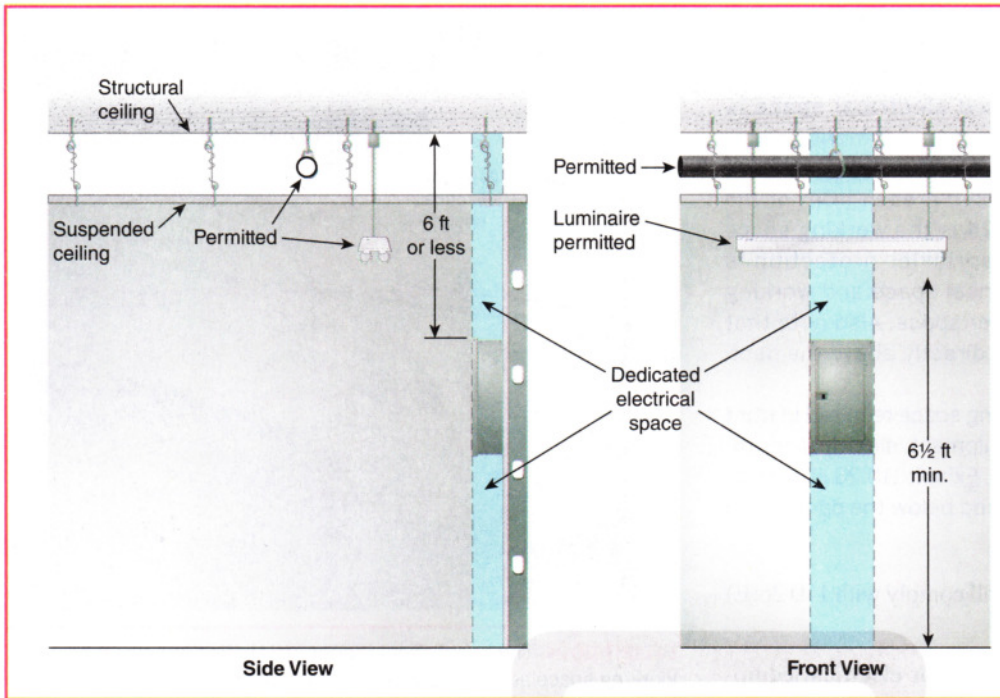 Structural
ceiling
Suspended
ceiling
Permitted
6 ft
or less
Permitted
Luminaire
permitted
Dedicated
electrical
space
6½ ft
min.
Side View
Front View